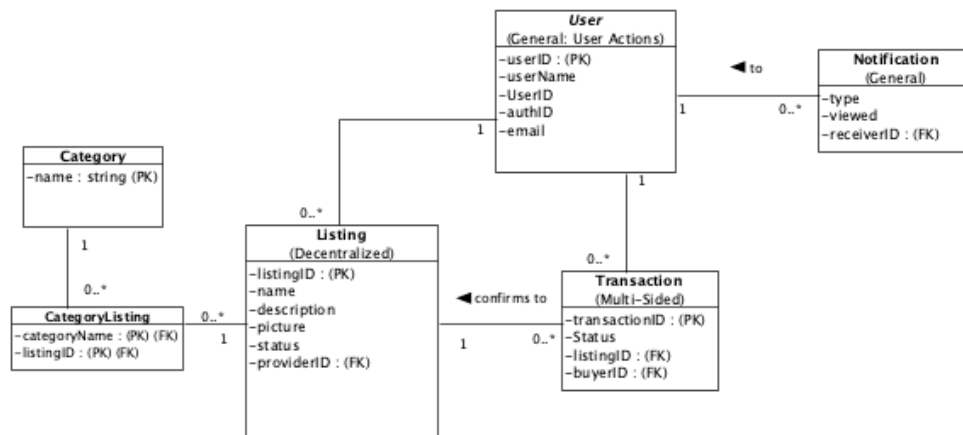 User
(General: User Actions)
-userID : (PK)
-userName
-UserID
-authID
-email
◄ to
1
0..*
Notification
(General)
-type
-viewed
-receiverID : (FK)
1
1
Category
-name : string (PK)
1
0..*
CategoryListing
-categoryName : (PK) (FK)
-listingID : (PK) (FK)
0..*
1
0..*
Listing
(Decentralized)
-listingID : (PK)
-name
-description
-picture
-status
-providerID : (FK)
◄ confirms to
1
0..*
0..*
Transaction
(Multi-Sided)
-transactionID : (PK)
-Status
-listingID : (FK)
-buyerID : (FK)